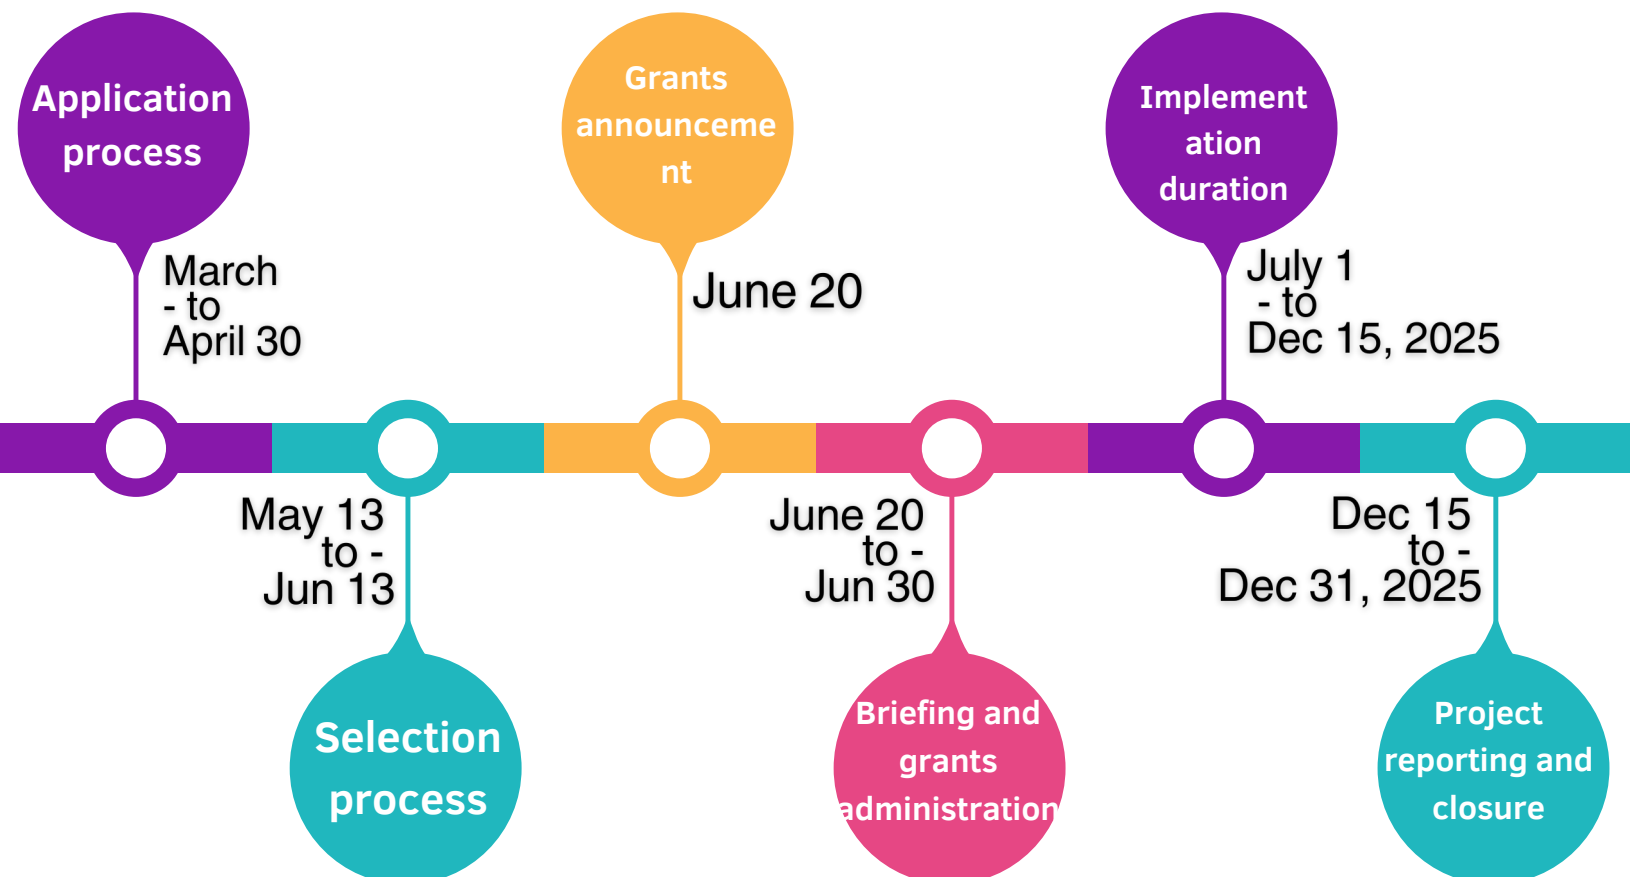 Application
process
March
- to
April 30
May 13
to -
Jun 13
Selection
process
Grants
announceme
nt
June 20
June 20
to -
Jun 30
Briefing and
grants
administration
Implement
ation
duration
July 1
- to
Dec 15, 2025
Dec 15
to -
Dec 31, 2025
Project
reporting and
closure